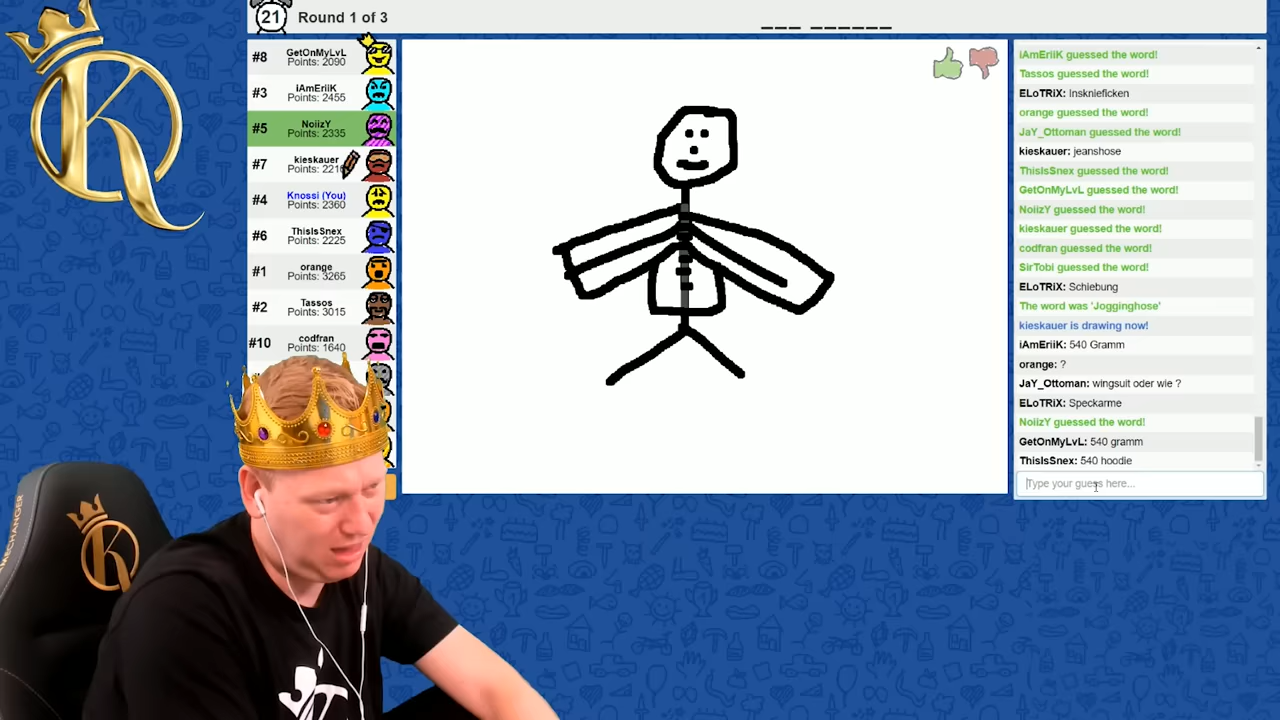 21
Round 1 of 3
___ ______
#8 GetOnMyLvL
Points: 2090
#3 iAmEriiK
Points: 2455
#5 NoiizY
Points: 2335
#7 kieskauer
#4 Knossi (You)
Points: 2360
#6 ThisIsSnex
Points: 2225
#1 orange
Points: 3265
#2 Tassos
Points: 3015
#10 codfran
Points: 1640
iAmEriiK guessed the word!
Tassos guessed the word!
ELoTRiX: Insknieficken
orange guessed the word!
JaY_Ottoman guessed the word!
kieskauer: jeanshose
ThisIsSnex guessed the word!
GetOnMyLvL guessed the word!
NoiizY guessed the word!
kieskauer guessed the word!
codfran guessed the word!
SirTobi guessed the word!
ELoTRiX: Schiebung
The word was 'Jogginghose'
kieskauer is drawing now!
iAmEriiK: 540 Gramm
orange: ?
JaY_Ottoman: wingsuit oder wie ?
ELoTRiX: Speckarme
NoiizY guessed the word!
GetOnMyLvL: 540 gramm
ThisIsSnex: 540 hoodie
Type your guess here...
K
K